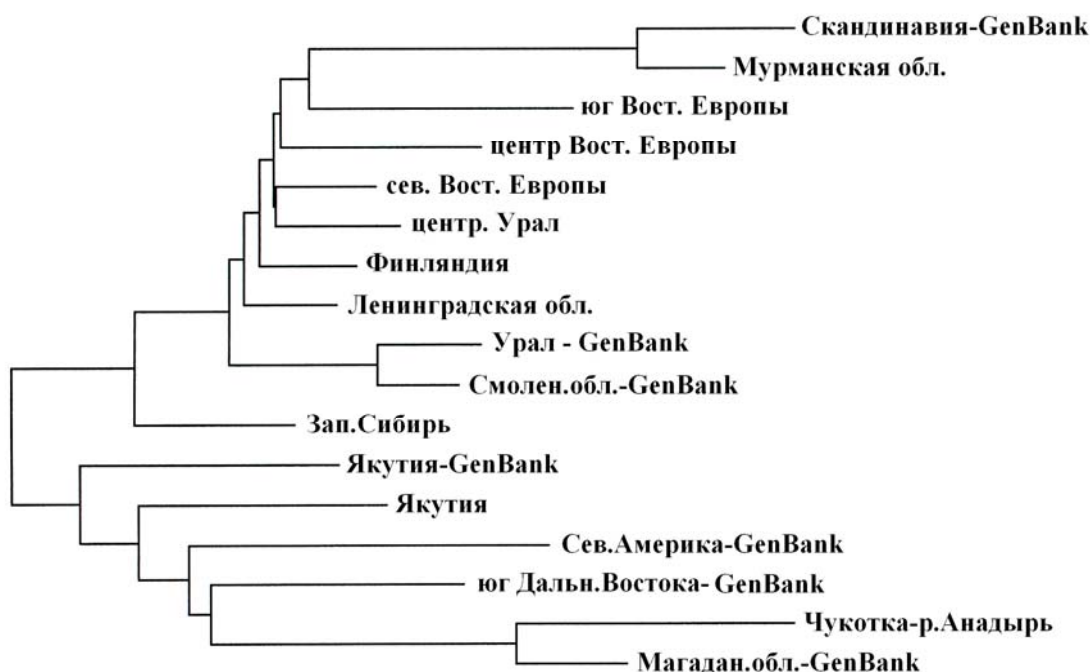 Скандинавия-GenBank
Мурманская обл.
юг Вост. Европы
центр Вост. Европы
сев. Вост. Европы
центр. Урал
Финляндия
Ленинградская обл.
Урал - GenBank
Смолен.обл.-GenBank
Зап.Сибирь
Якутия-GenBank
Якутия
Сев.Америка-GenBank
юг Дальн.Востока- GenBank
Чукотка-р.Анадырь
Магадан.обл.-GenBank